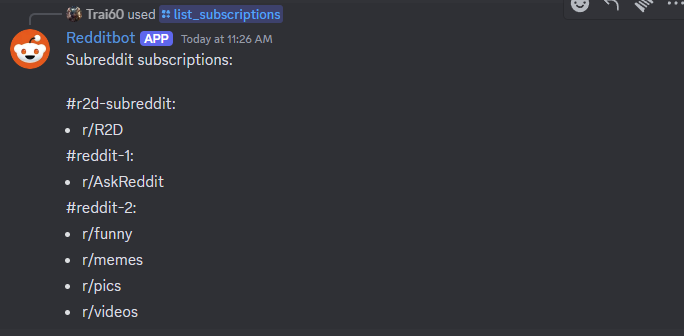 Trai60 used list_subscriptions
Redditbot APP Today at 11:26 AM
Subreddit subscriptions:
#r2d-subreddit:
• r/R2D
#reddit-1:
• r/AskReddit
#reddit-2:
• r/funny
• r/memes
• r/pics
• r/videos